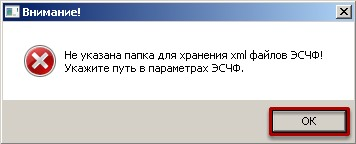 Внимание!
Не указана папка для хранения xml файлов ЭСЧФ!
Укажите путь в параметрах ЭСЧФ.
OK